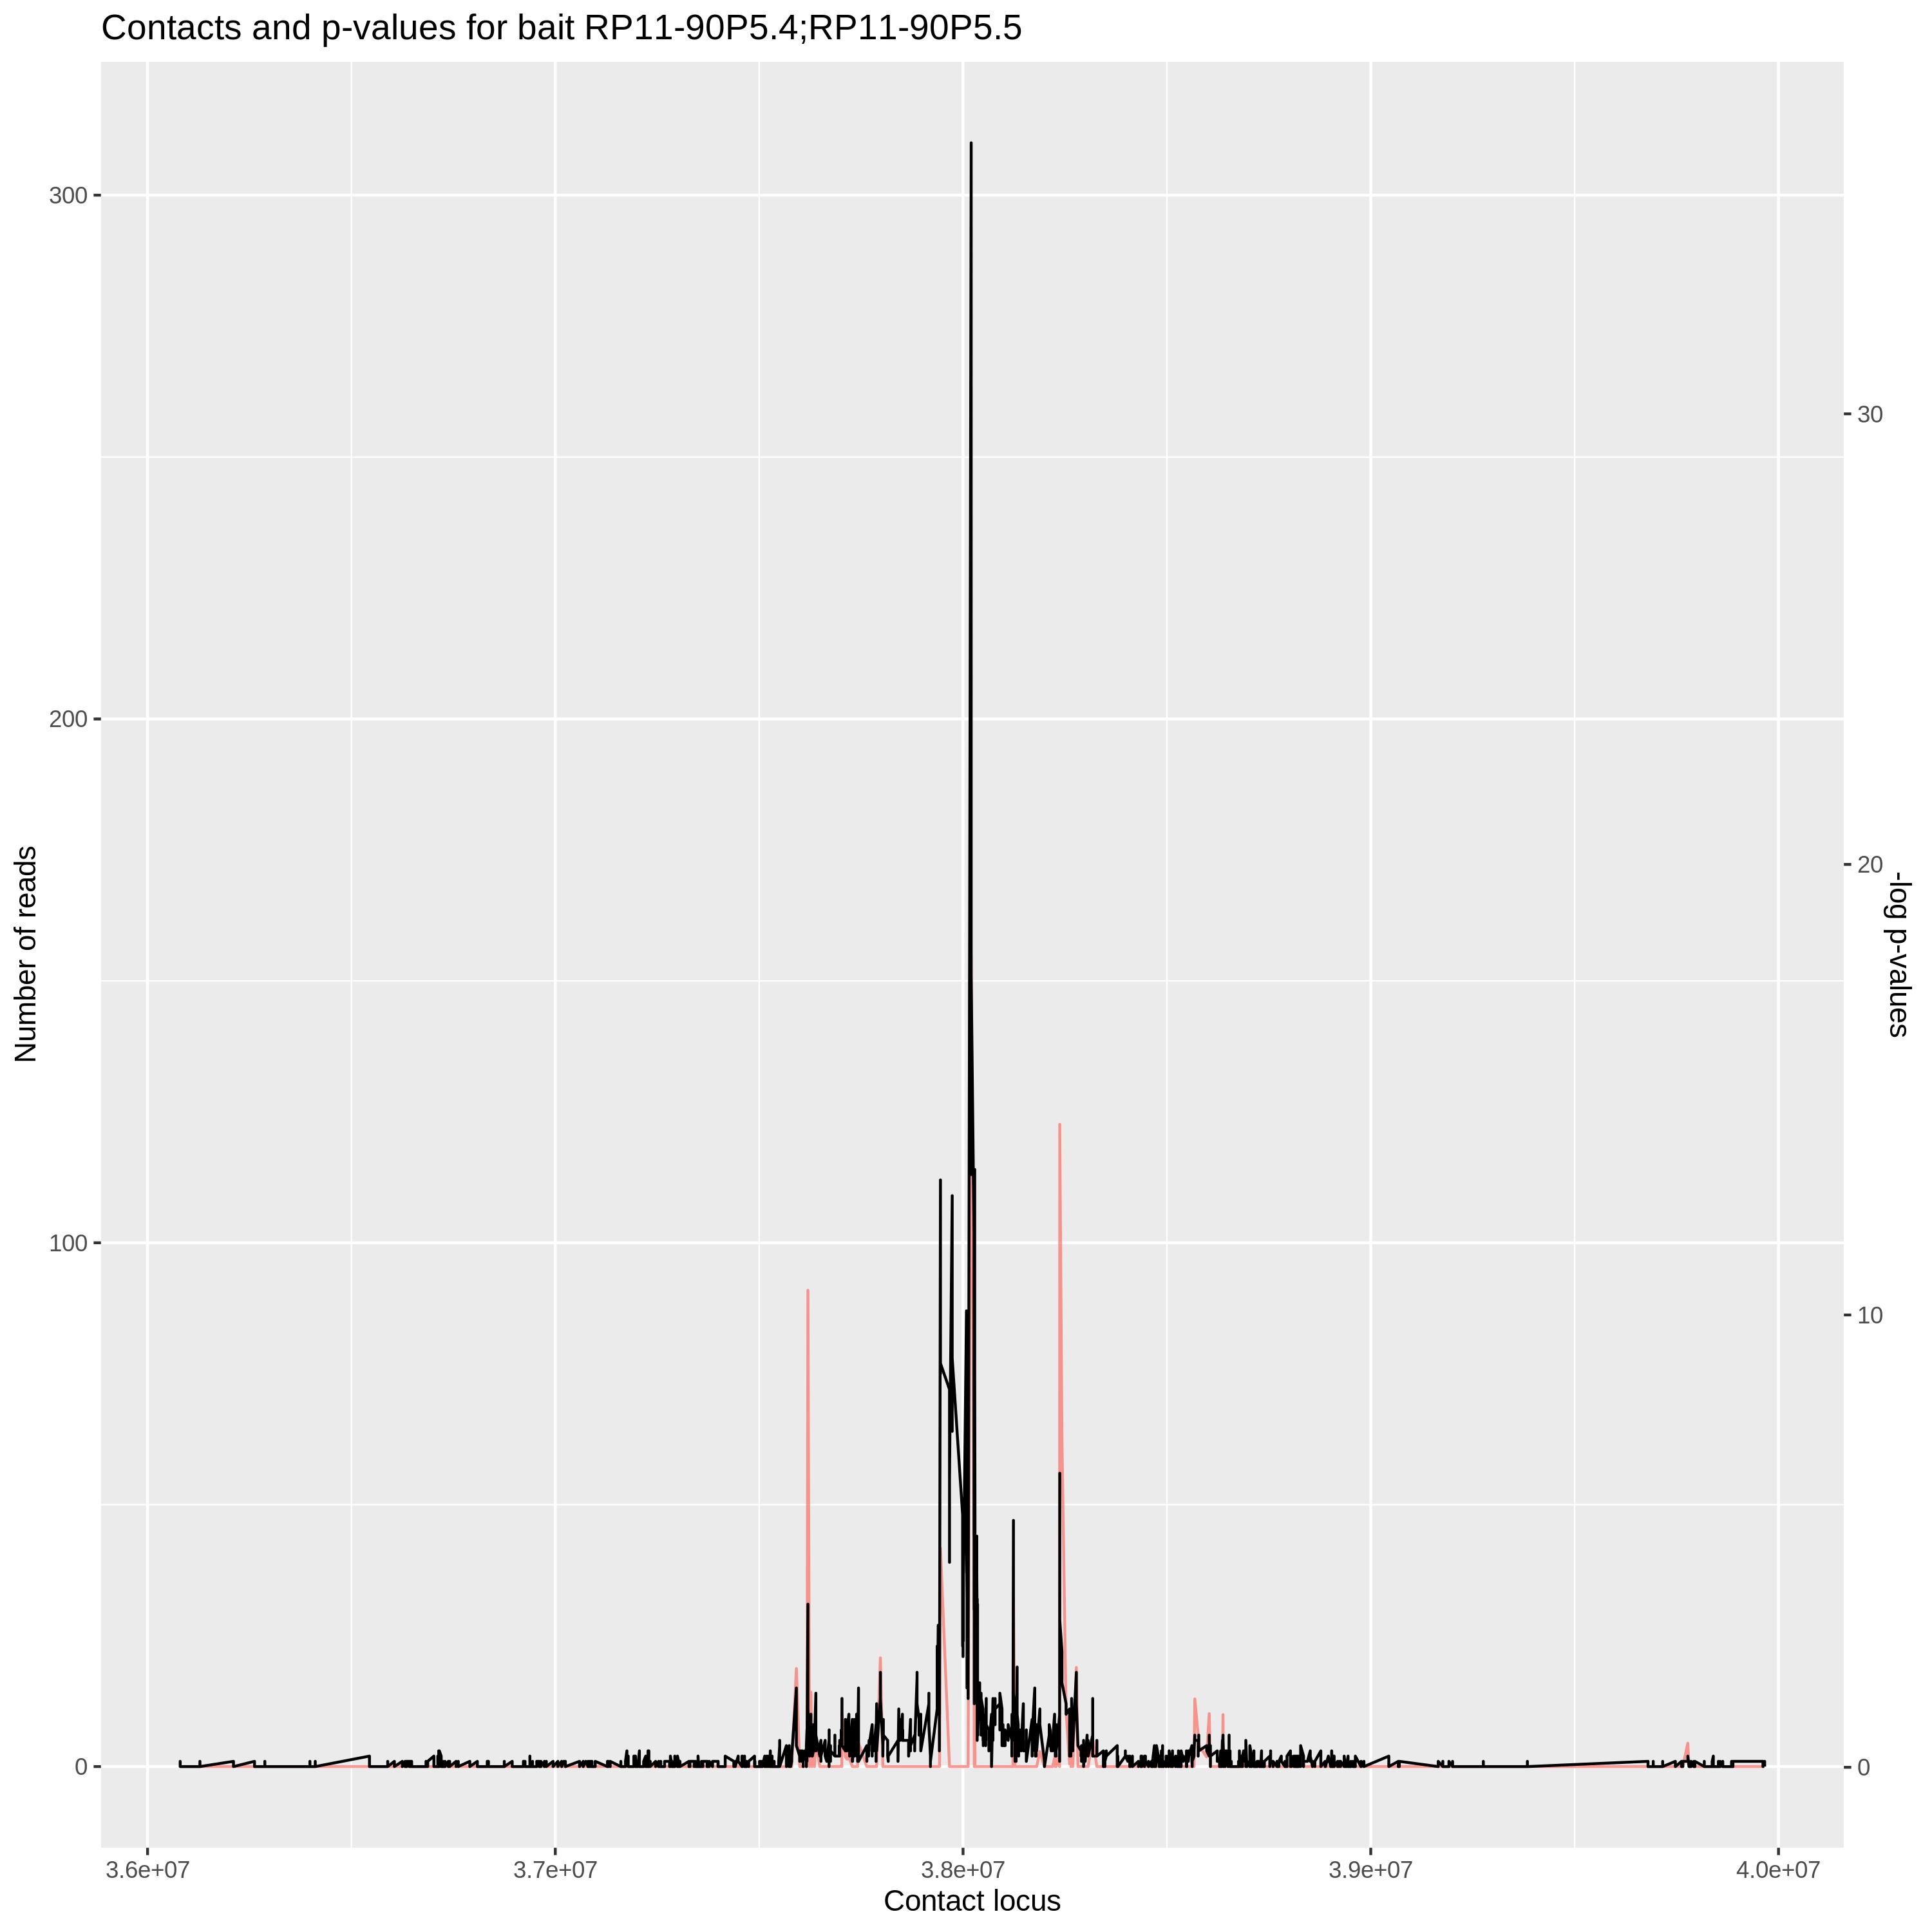 Contacts and p-values for bait RP11-90P5.4;RP11-90P5.5
300
200
100
0
Number of reads
30
20
10
0
-log p-values
3.6e+07 3.7e+07 3.8e+07 3.9e+07 4.0e+07
Contact locus